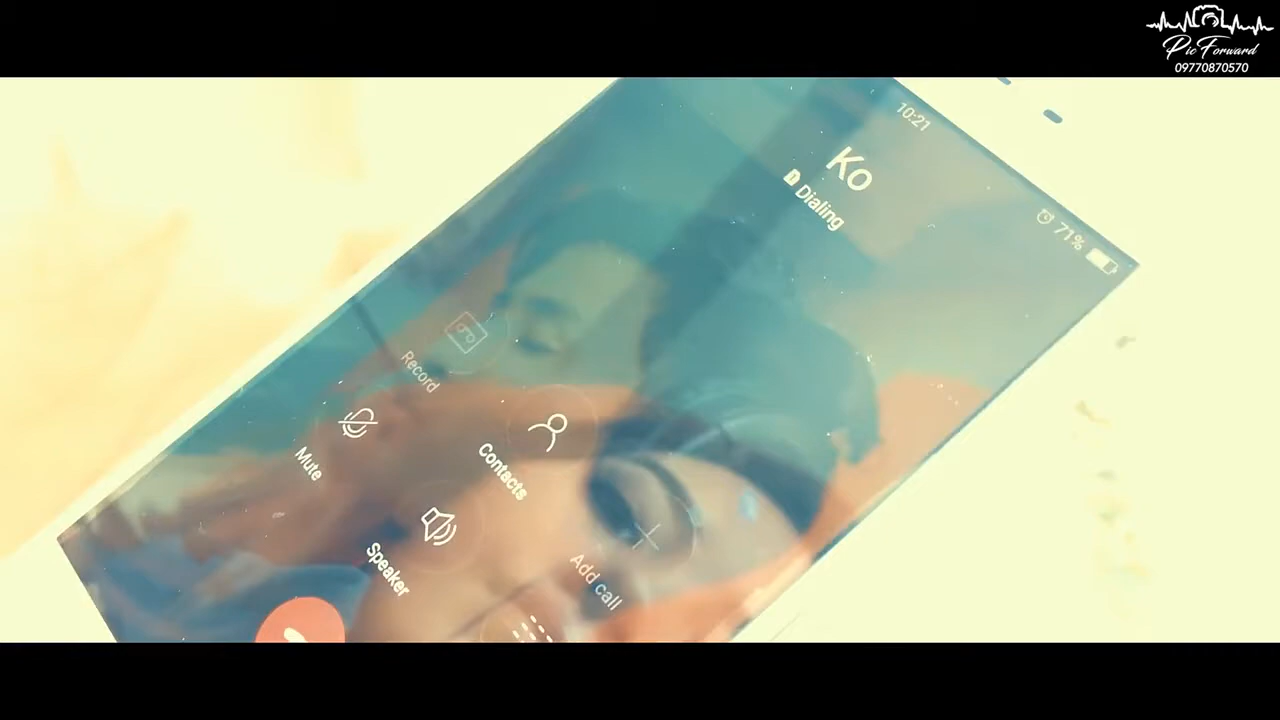 Pic Forward
09770870570
10:21
71%
Ko
Dialing
Record
Mute
Contacts
Speaker
Add call